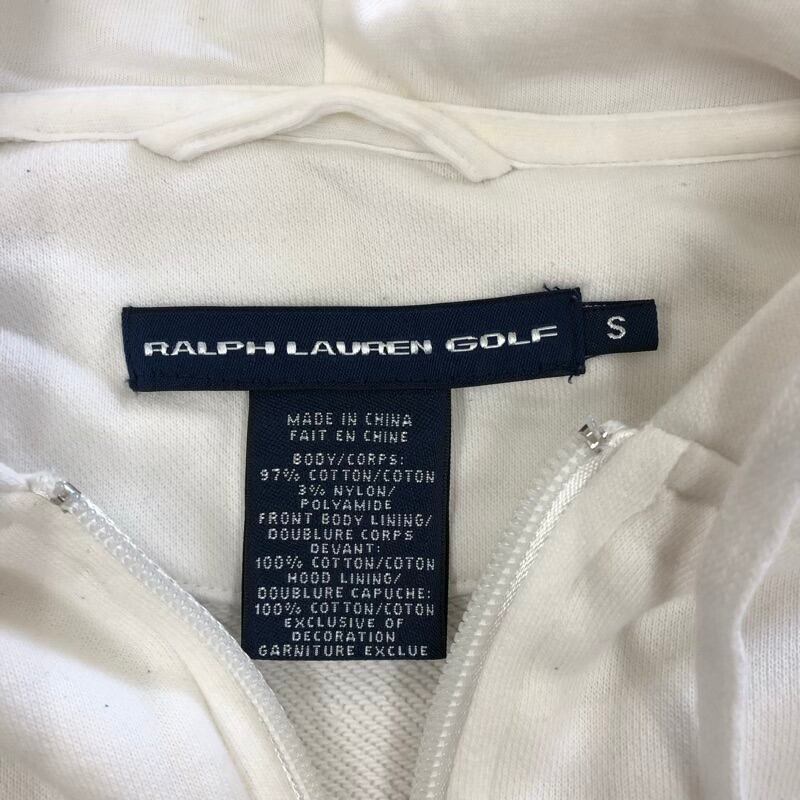 RALPH LAUREN GOLF
S
MADE IN CHINA
FAIT EN CHINE
BODY/CORPS:
97% COTTON/COTON
3% NYLON/
POLYAMIDE
FRONT BODY LINING/
DOUBLURE CORPS
DEVANT:
100% COTTON/COTON
HOOD LINING/
DOUBLURE CAPUCHE:
100% COTTON/COTON
EXCLUSIVE OF
DECORATION
GARNITURE EXCLUE